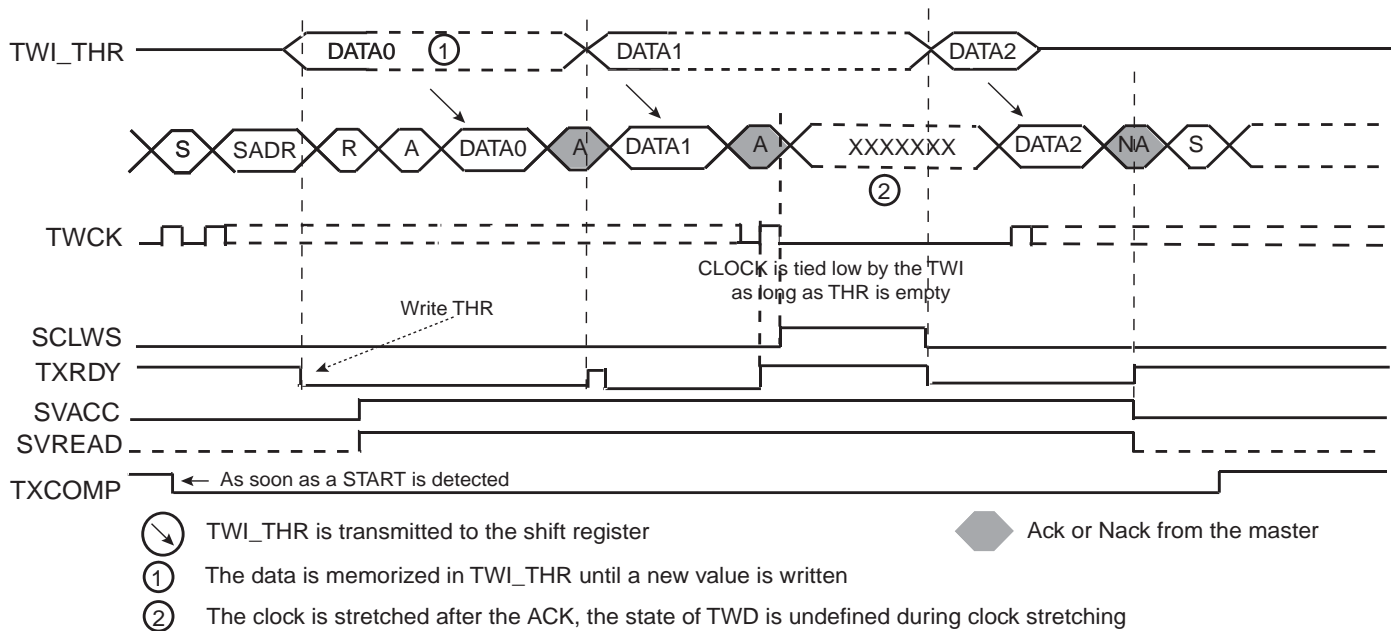 TWI_THR DATA0 1 DATA1 DATA2
S SADR R A DATA0 A DATA1 A XXXXXXX DATA2 NA S
2
TWCK
CLOCK is tied low by the TWI
as long as THR is empty
Write THR
SCLWS
TXRDY
SVACC
SVREAD
TXCOMP As soon as a START is detected
TWI_THR is transmitted to the shift register Ack or Nack from the master
1 The data is memorized in TWI_THR until a new value is written
2 The clock is stretched after the ACK, the state of TWD is undefined during clock stretching